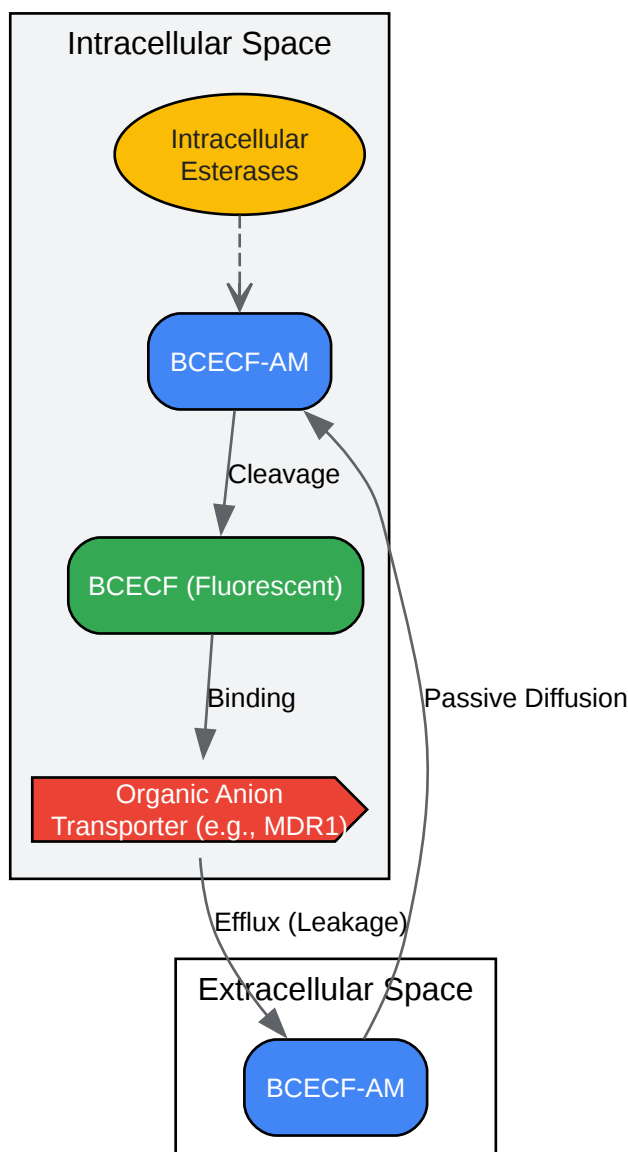 Intracellular Space
Intracellular
Esterases
BCECF-AM
Cleavage
BCECF (Fluorescent)
Binding
Passive Diffusion
Organic Anion
Transporter (e.g., MDR1)
Efflux (Leakage)
Extracellular Space
BCECF-AM